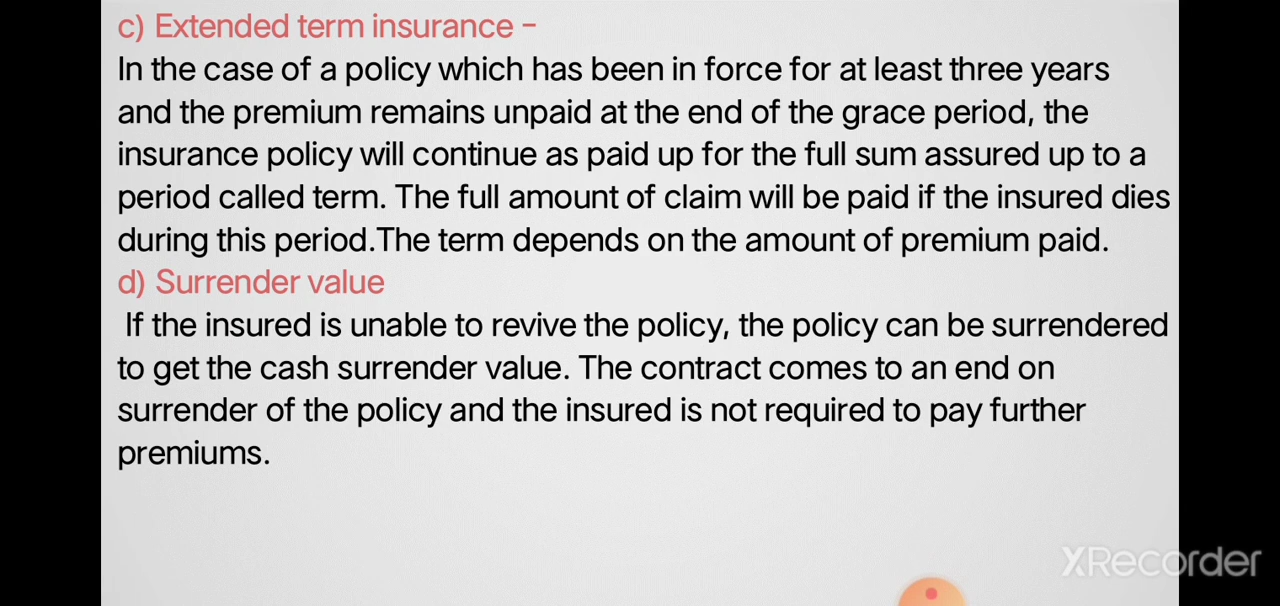 c) Extended term insurance -
In the case of a policy which has been in force for at least three years
and the premium remains unpaid at the end of the grace period, the
insurance policy will continue as paid up for the full sum assured up to a
period called term. The full amount of claim will be paid if the insured dies
during this period.The term depends on the amount of premium paid.
d) Surrender value
If the insured is unable to revive the policy, the policy can be surrendered
to get the cash surrender value. The contract comes to an end on
surrender of the policy and the insured is not required to pay further
premiums.
XRecorder